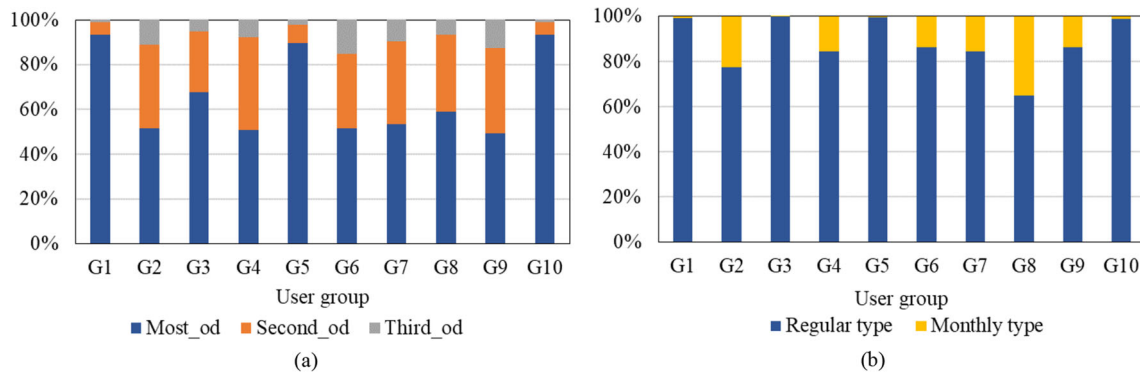 100%
80%
60%
40%
20%
0%
G1 G2 G3 G4 G5 G6 G7 G8 G9 G10
User group
Most_od Second_od Third_od
(a)
100%
80%
60%
40%
20%
0%
G1 G2 G3 G4 G5 G6 G7 G8 G9 G10
User group
Regular type Monthly type
(b)